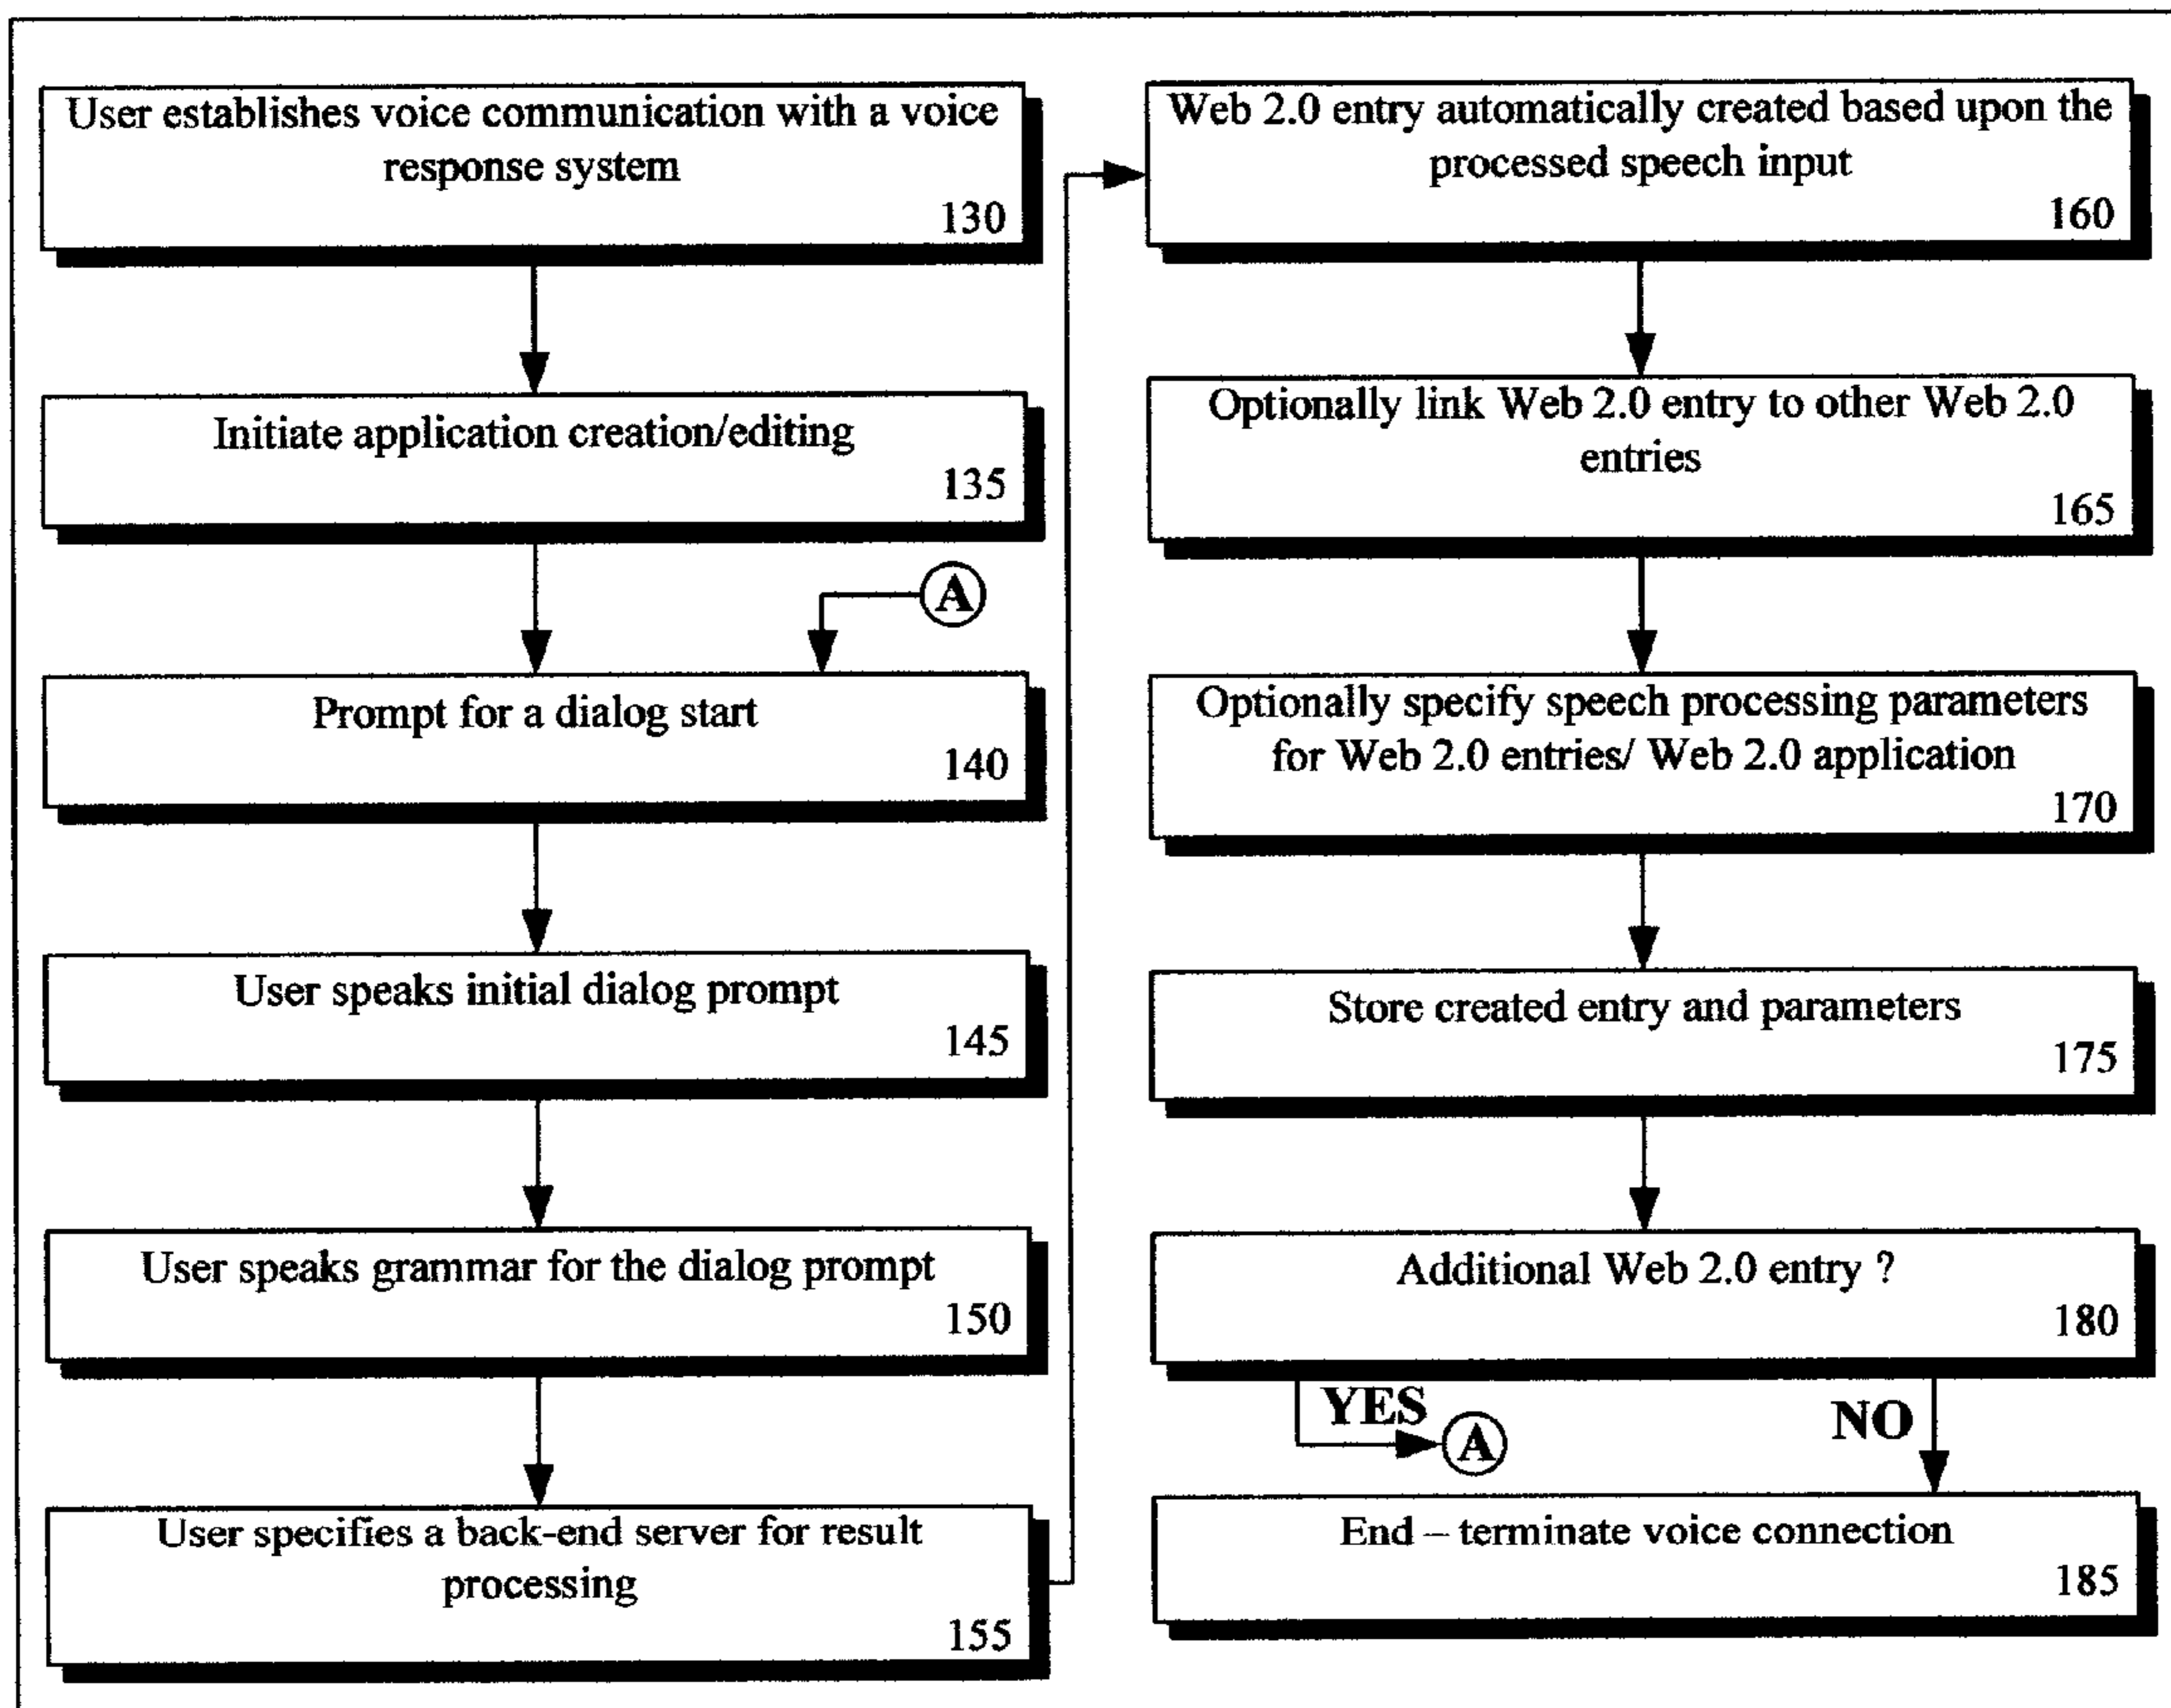 User establishes voice communication with a voice
response system
130
Initiate application creation/editing
135
A
Prompt for a dialog start
140
User speaks initial dialog prompt
145
User speaks grammar for the dialog prompt
150
User specifies a back-end server for result
processing
155
Web 2.0 entry automatically created based upon the
processed speech input
160
Optionally link Web 2.0 entry to other Web 2.0
entries
165
Optionally specify speech processing parameters
for Web 2.0 entries/ Web 2.0 application
170
Store created entry and parameters
175
Additional Web 2.0 entry ?
180
YES
A
NO
End – terminate voice connection
185